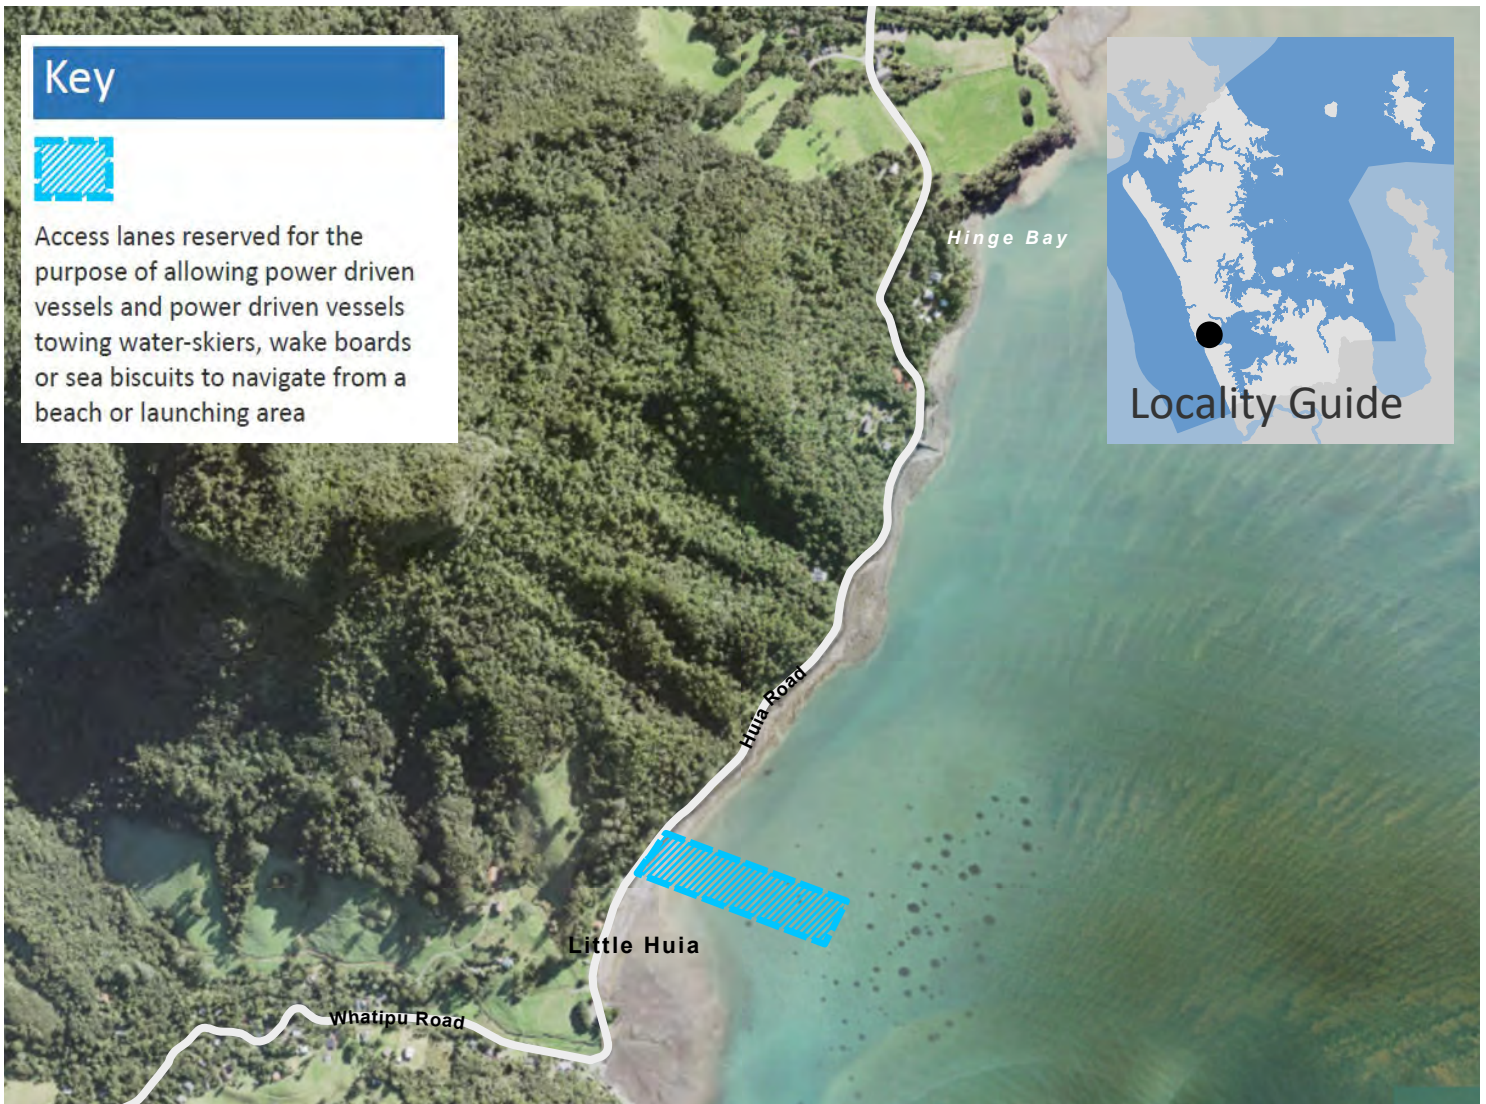 Key
Access lanes reserved for the
purpose of allowing power driven
vessels and power driven vessels
towing water-skiers, wake boards
or sea biscuits to navigate from a
beach or launching area
Hinge Bay
Locality Guide
Huia Road
Little Huia
Whatipu Road